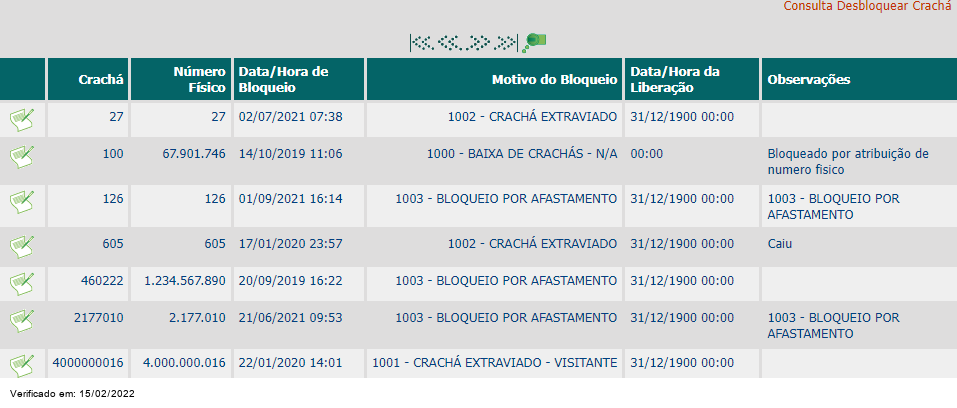 Consulta Desbloquear Crachá
Crachá Número Físico Data/Hora de Bloqueio Motivo do Bloqueio Data/Hora da Liberação Observações
27 27 02/07/2021 07:38 1002 - CRACHÁ EXTRAVIADO 31/12/1900 00:00
100 67.901.746 14/10/2019 11:06 1000 - BAIXA DE CRACHÁS - N/A 00:00 Bloqueado por atribuição de
numero fisico
126 126 01/09/2021 16:14 1003 - BLOQUEIO POR AFASTAMENTO 31/12/1900 00:00 1003 - BLOQUEIO POR
AFASTAMENTO
605 605 17/01/2020 23:57 1002 - CRACHÁ EXTRAVIADO 31/12/1900 00:00 Caiu
460222 1.234.567.890 20/09/2019 16:22 1003 - BLOQUEIO POR AFASTAMENTO 31/12/1900 00:00
2177010 2.177.010 21/06/2021 09:53 1003 - BLOQUEIO POR AFASTAMENTO 31/12/1900 00:00 1003 - BLOQUEIO POR
AFASTAMENTO
4000000016 4.000.000.016 22/01/2020 14:01 1001 - CRACHÁ EXTRAVIADO - VISITANTE 31/12/1900 00:00
Verificado em: 15/02/2022